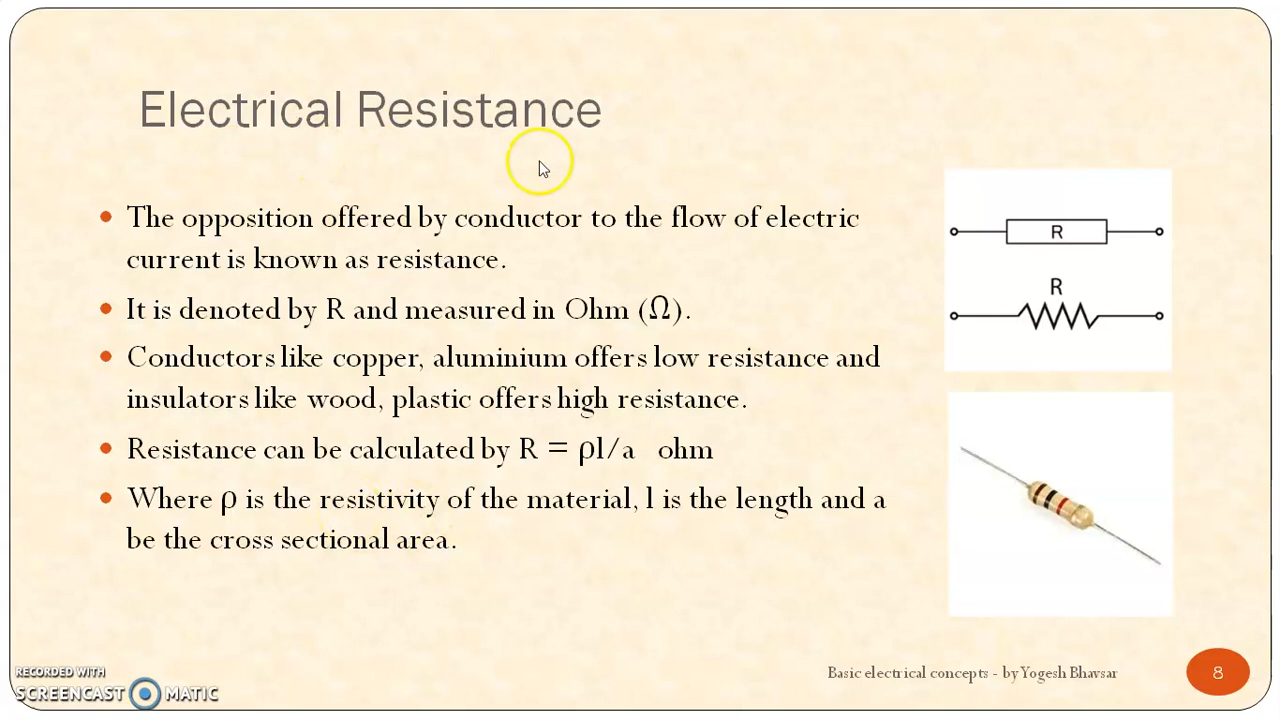 Electrical Resistance
The opposition offered by conductor to the flow of electric
current is known as resistance.
It is denoted by R and measured in Ohm (Ω).
Conductors like copper, aluminium offers low resistance and
insulators like wood, plastic offers high resistance.
Resistance can be calculated by R = ρl/a ohm
Where ρ is the resistivity of the material, l is the length and a
be the cross sectional area.
R
R
Basic electrical concepts - by Yogesh Bhavsar
8
RECORDED WITH
SCREENCAST MATIC